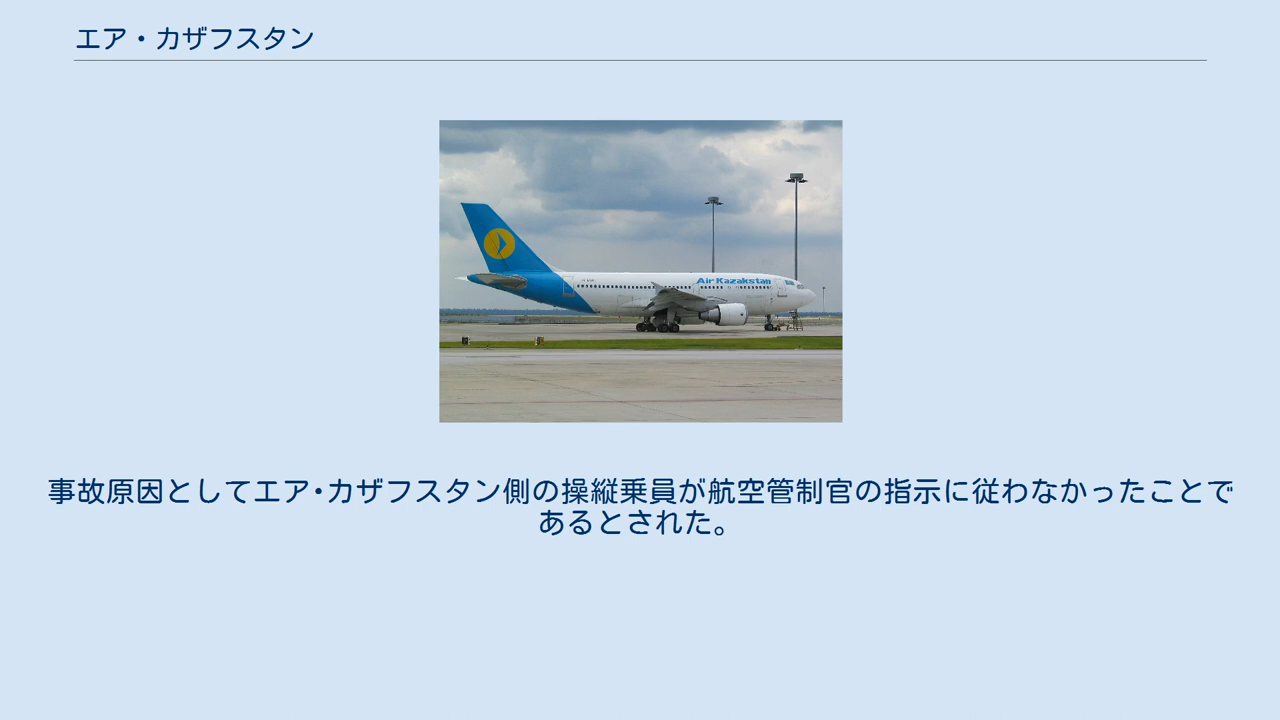 エア・カザフスタン
Air Kazakstan
事故原因としてエア・カザフスタン側の操縦乗員が航空管制官の指示に従わなかったことで
あるとされた。